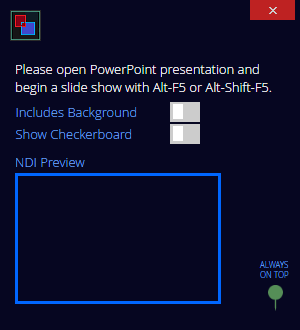 Please open PowerPoint presentation and
begin a slide show with Alt-F5 or Alt-Shift-F5.
Includes Background
Show Checkerboard
NDI Preview
ALWAYS
ON TOP